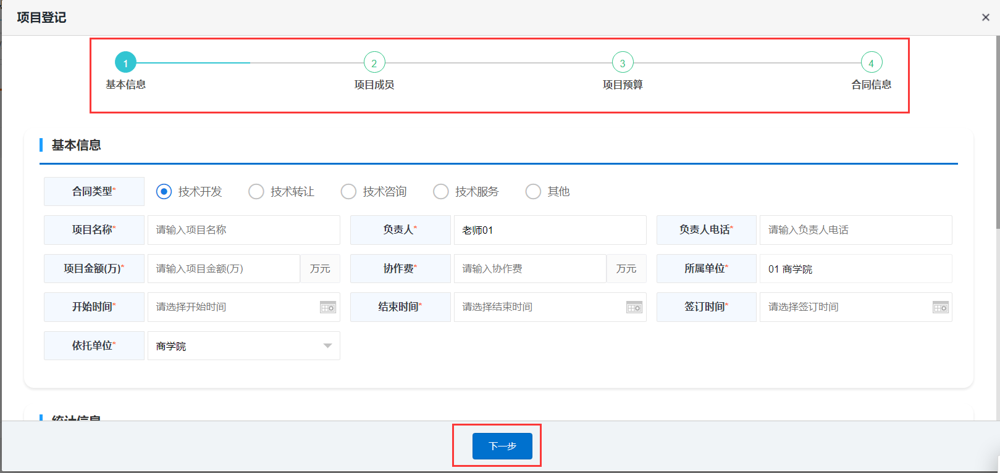 项目登记
1 2 3 4
基本信息 项目成员 项目预算 合同信息
基本信息
合同类型* 技术开发 技术转让 技术咨询 技术服务 其他
项目名称* 请输入项目名称 负责人* 老师01 负责人电话* 请输入负责人电话
项目金额(万)* 请输入项目金额(万) 万元 协作费* 请输入协作费 万元 所属单位* 01 商学院
开始时间* 请选择开始时间 结束时间* 请选择结束时间 签订时间* 请选择签订时间
依托单位* 商学院
统计信息
下一步